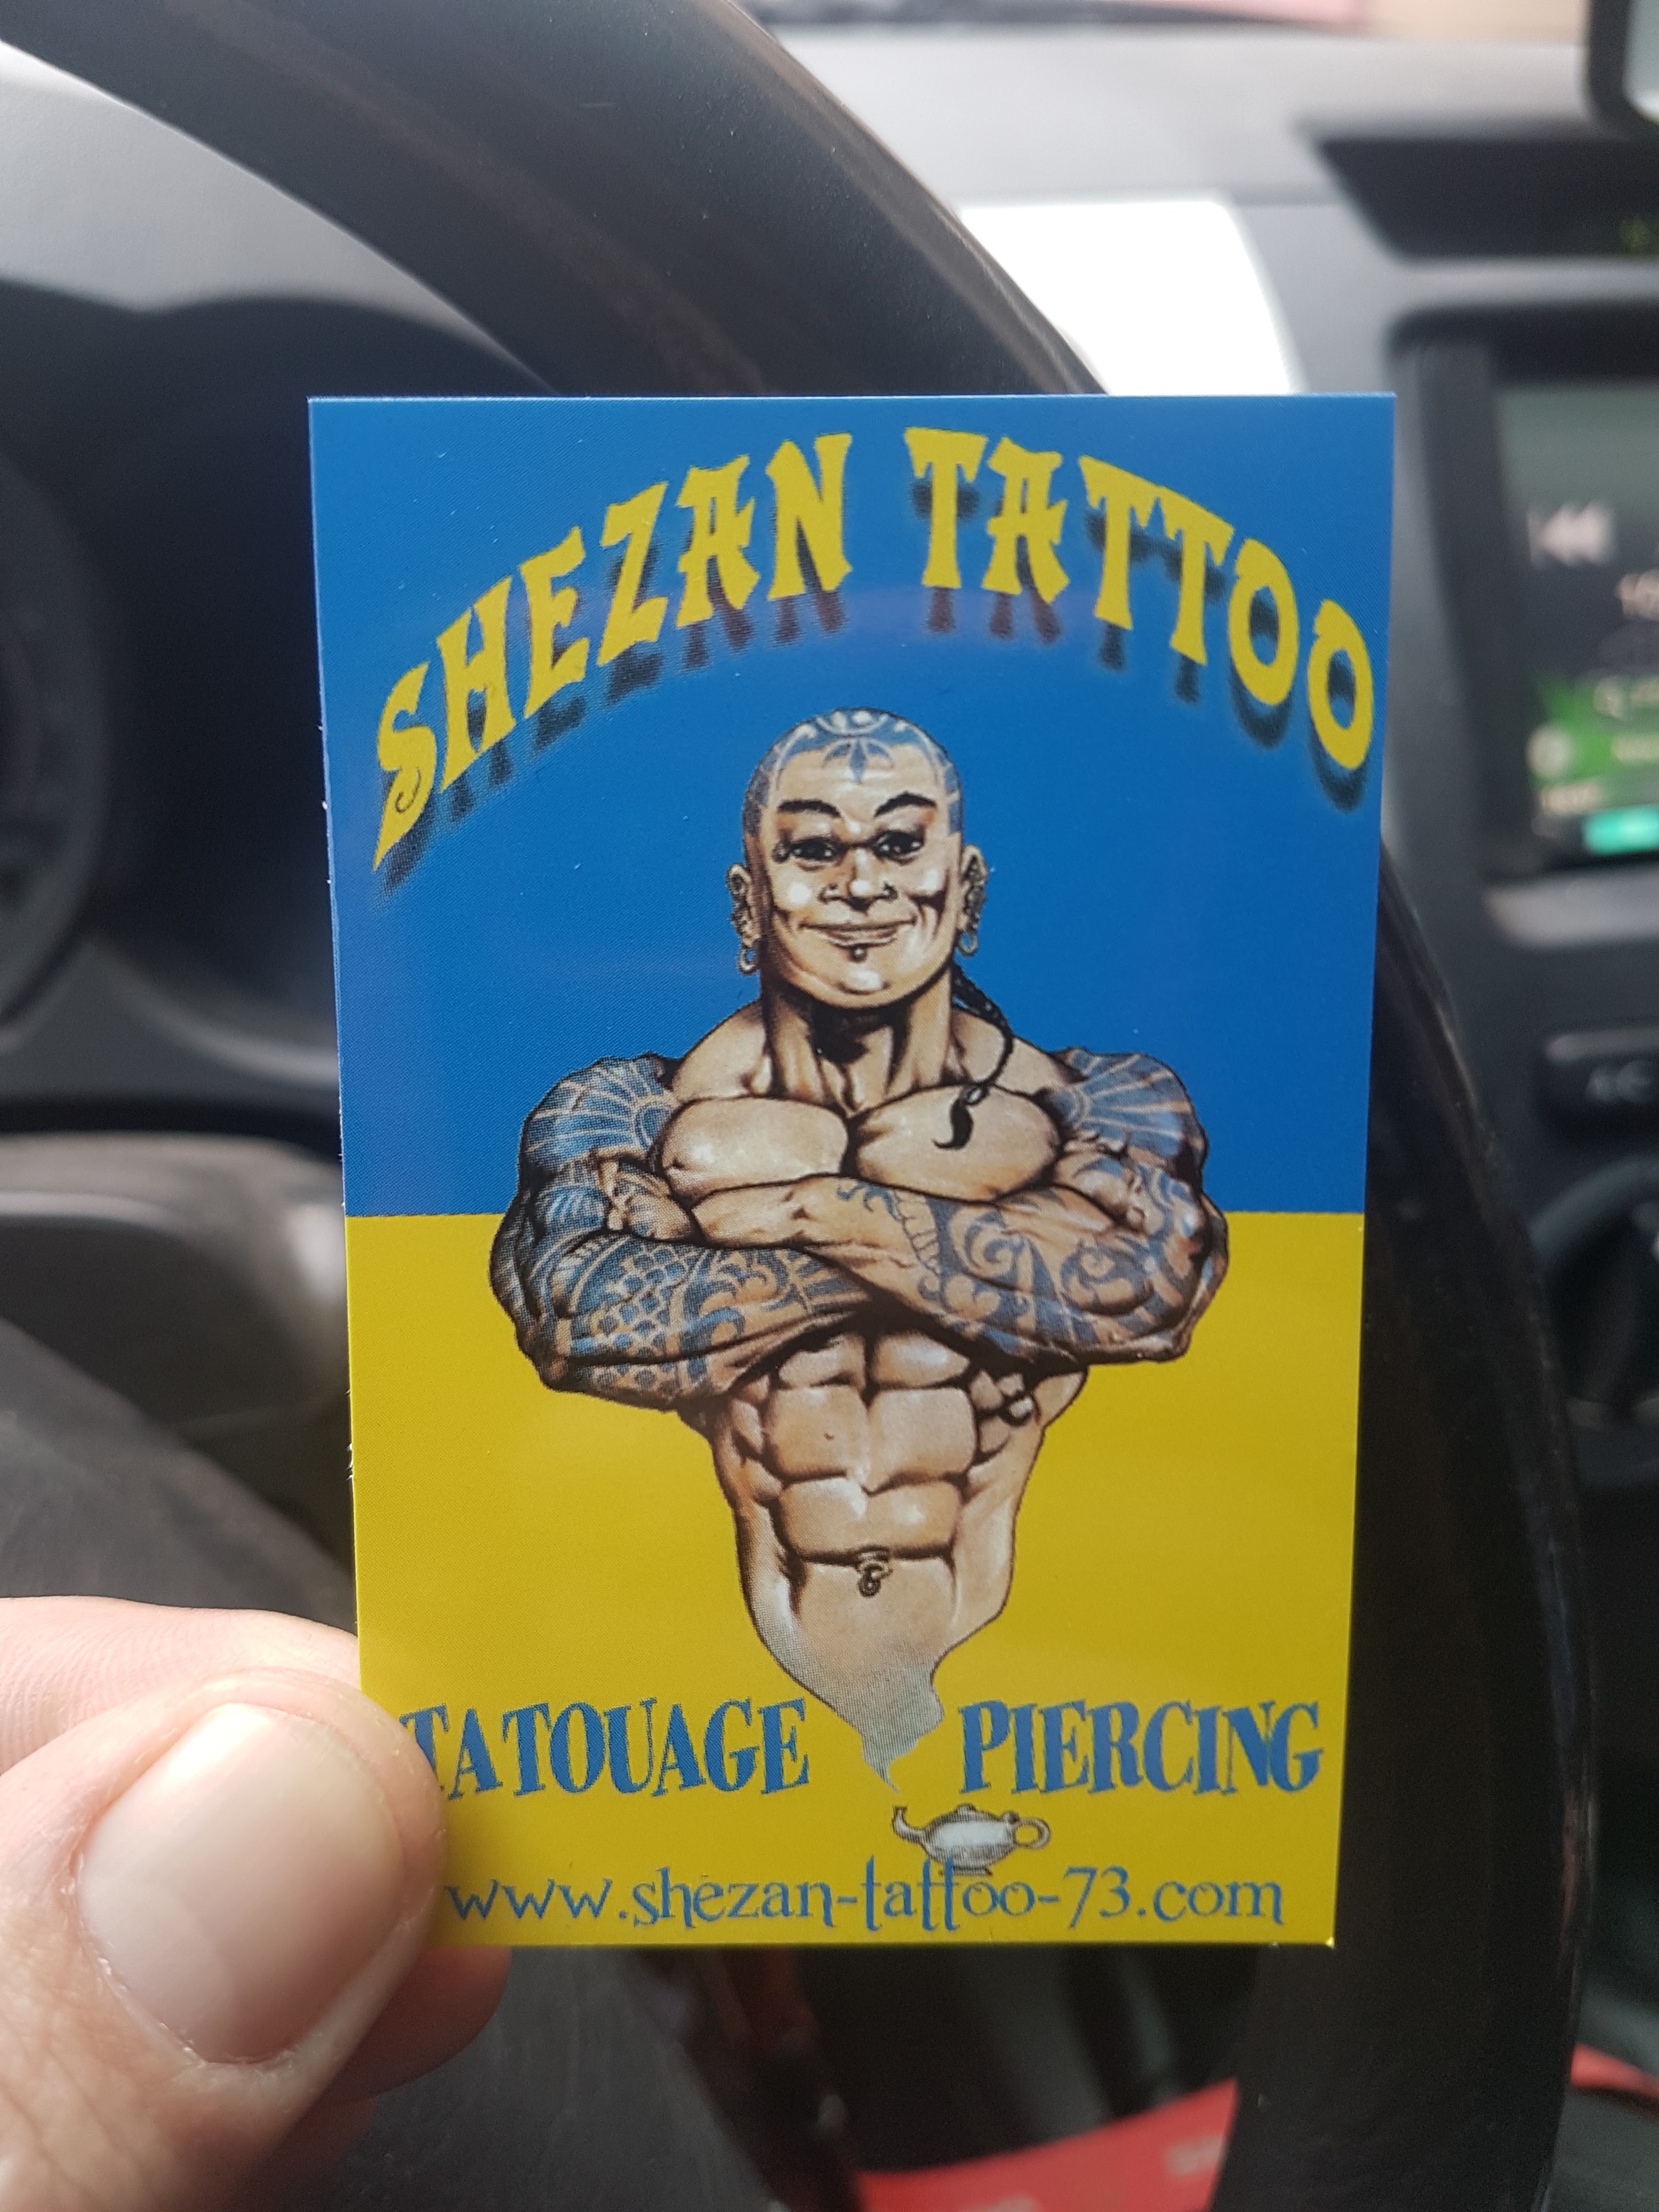 SHEZAN TATTOO
TATOUAGE PIERCING
www.shezan-tattoo-73.com